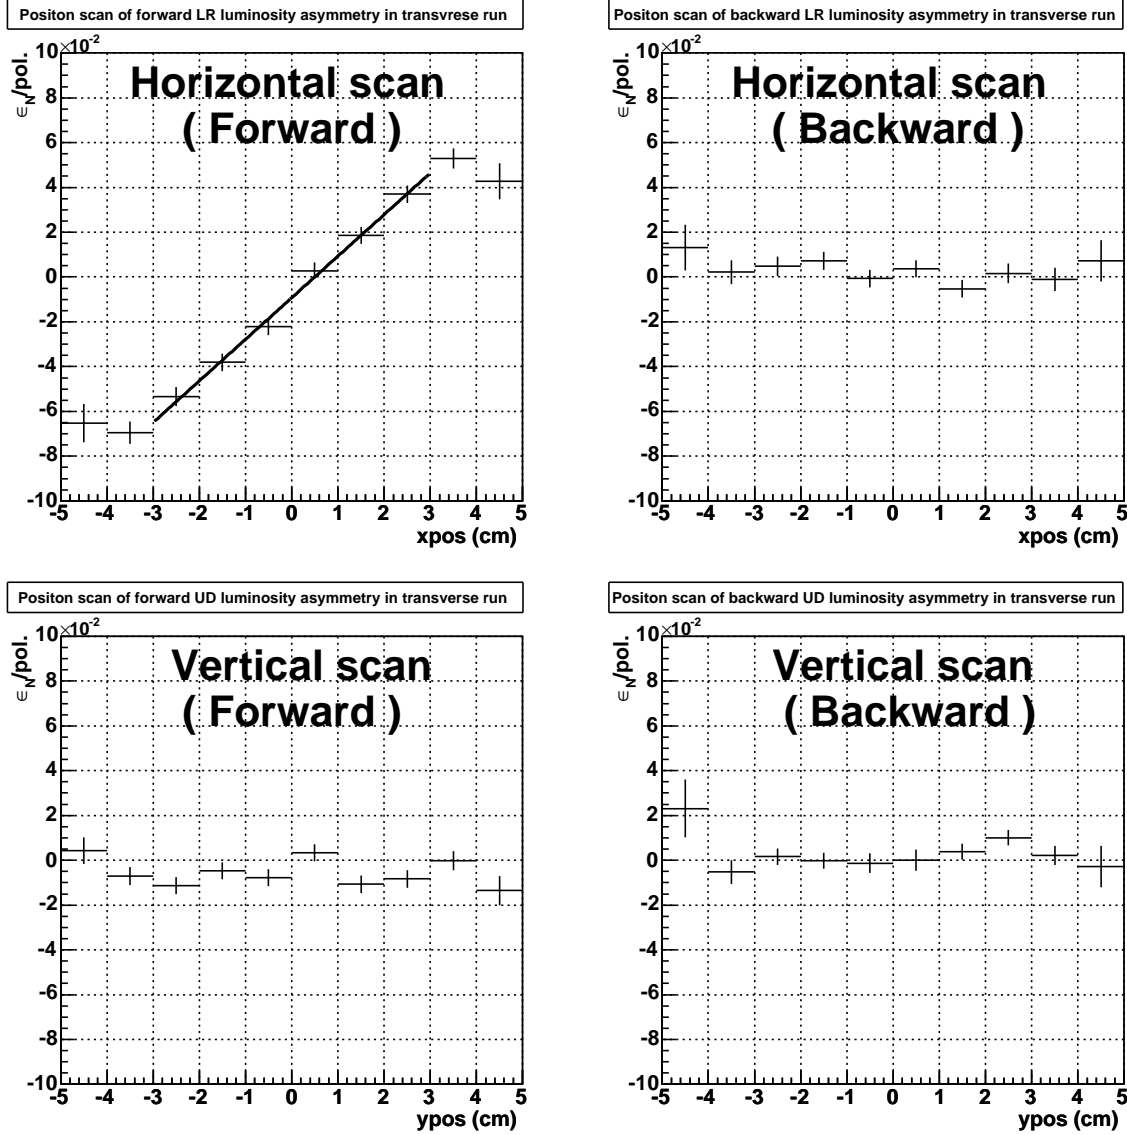 Positon scan of forward LR luminosity asymmetry in transvrese run
×10⁻²
ϵN/pol.
Horizontal scan
( Forward )
10
8
6
4
2
0
-2
-4
-6
-8
-10
-5 -4 -3 -2 -1 0 1 2 3 4 5
xpos (cm)
Positon scan of backward LR luminosity asymmetry in transverse run
×10⁻²
ϵN/pol.
Horizontal scan
( Backward )
10
8
6
4
2
0
-2
-4
-6
-8
-10
-5 -4 -3 -2 -1 0 1 2 3 4 5
xpos (cm)
Positon scan of forward UD luminosity asymmetry in transverse run
×10⁻²
ϵN/pol.
Vertical scan
( Forward )
10
8
6
4
2
0
-2
-4
-6
-8
-10
-5 -4 -3 -2 -1 0 1 2 3 4 5
ypos (cm)
Positon scan of backward UD luminosity asymmetry in transverse run
×10⁻²
ϵN/pol.
Vertical scan
( Backward )
10
8
6
4
2
0
-2
-4
-6
-8
-10
-5 -4 -3 -2 -1 0 1 2 3 4 5
ypos (cm)